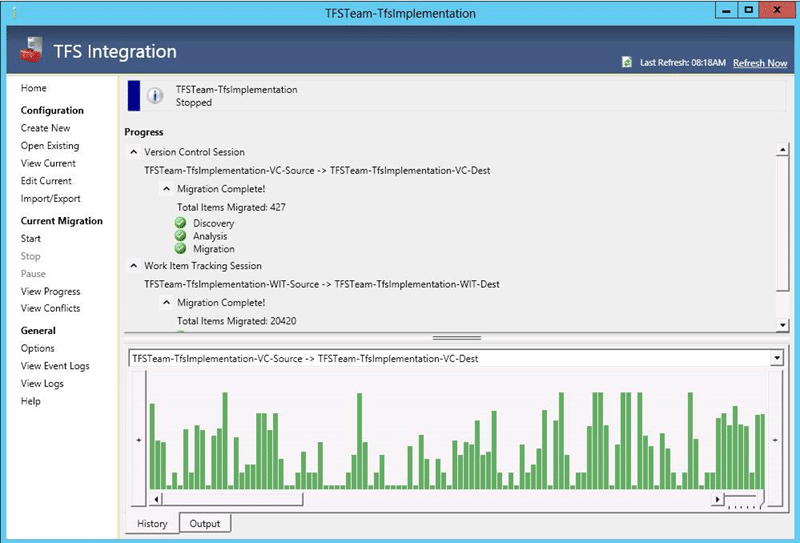 TFSTeam-TfsImplementation
TFS Integration
Last Refresh: 08:18AM Refresh Now
Home
Configuration
Create New
Open Existing
View Current
Edit Current
Import/Export
Current Migration
Start
Stop
Pause
View Progress
View Conflicts
General
Options
View Event Logs
View Logs
Help
TFSTeam-TfsImplementation
Stopped
Progress
Version Control Session
TFSTeam-TfsImplementation-VC-Source -> TFSTeam-TfsImplementation-VC-Dest
Migration Complete!
Total Items Migrated: 427
Discovery
Analysis
Migration
Work Item Tracking Session
TFSTeam-TfsImplementation-WIT-Source -> TFSTeam-TfsImplementation-WIT-Dest
Migration Complete!
Total Items Migrated: 20420
TFSTeam-TfsImplementation-VC-Source -> TFSTeam-TfsImplementation-VC-Dest
History Output